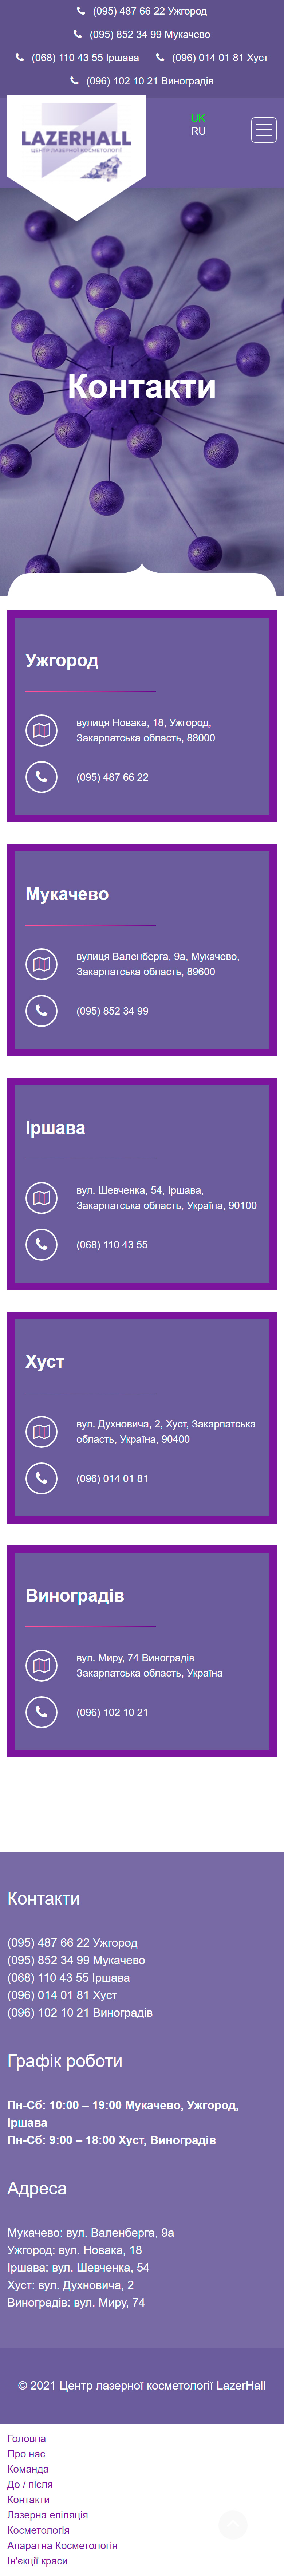 (095) 487 66 22 Ужгород
(095) 852 34 99 Мукачево
(068) 110 43 55 Іршава (096) 014 01 81 Хуст
(096) 102 10 21 Виноградів
LAZERHALL
ЦЕНТР ЛАЗЕРНОЇ КОСМЕТОЛОГІЇ
UK
RU
Контакти
Ужгород
вулиця Новака, 18, Ужгород,
Закарпатська область, 88000
(095) 487 66 22
Мукачево
вулиця Валенберга, 9а, Мукачево,
Закарпатська область, 89600
(095) 852 34 99
Іршава
вул. Шевченка, 54, Іршава,
Закарпатська область, Україна, 90100
(068) 110 43 55
Хуст
вул. Духновича, 2, Хуст, Закарпатська
область, Україна, 90400
(096) 014 01 81
Виноградів
вул. Миру, 74 Виноградів
Закарпатська область, Україна
(096) 102 10 21
Контакти
(095) 487 66 22 Ужгород
(095) 852 34 99 Мукачево
(068) 110 43 55 Іршава
(096) 014 01 81 Хуст
(096) 102 10 21 Виноградів
Графік роботи
Пн-Сб: 10:00 – 19:00 Мукачево, Ужгород,
Іршава
Пн-Сб: 9:00 – 18:00 Хуст, Виноградів
Адреса
Мукачево: вул. Валенберга, 9а
Ужгород: вул. Новака, 18
Іршава: вул. Шевченка, 54
Хуст: вул. Духновича, 2
Виноградів: вул. Миру, 74
© 2021 Центр лазерної косметології LazerHall
Головна
Про нас
Команда
До / після
Контакти
Лазерна епіляція
Косметологія
Апаратна Косметологія
Ін'єкції краси